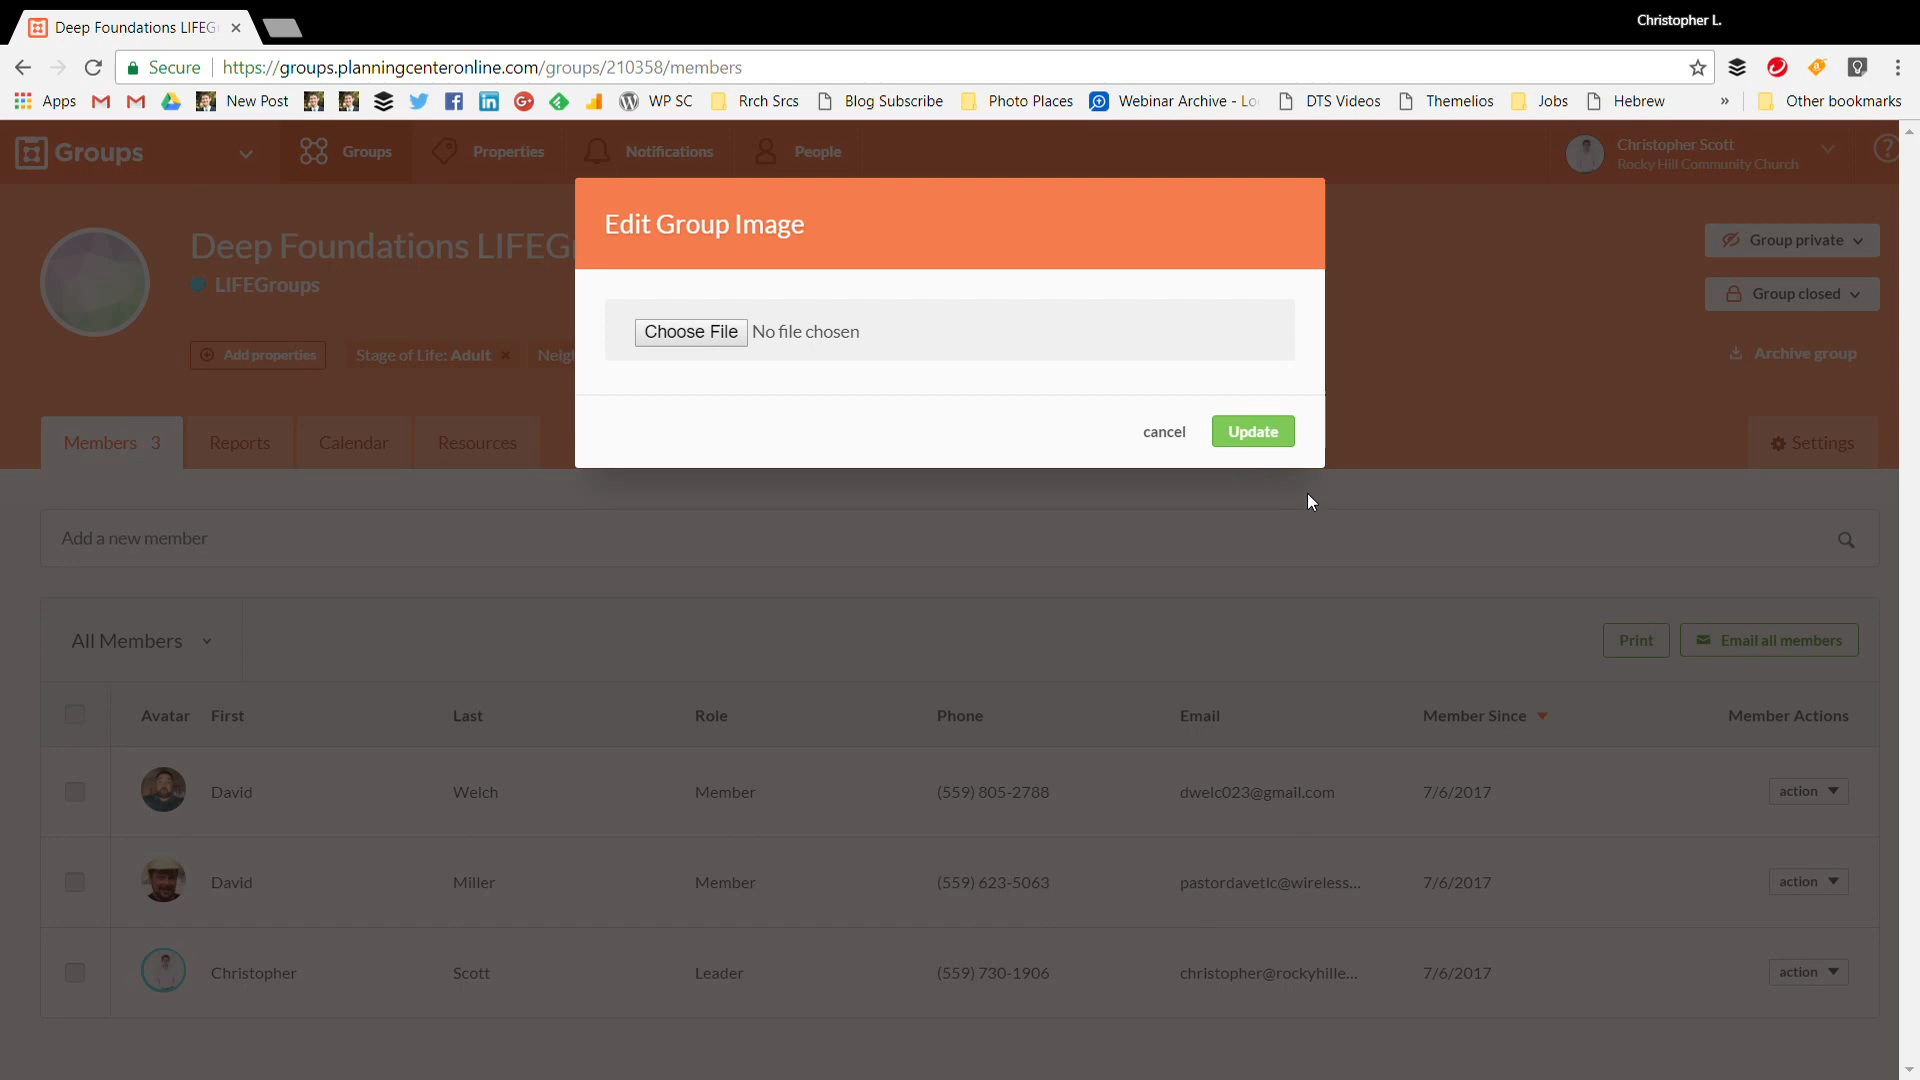 Deep Foundations LIFEG
Christopher L.
Secure https://groups.planningcenteronline.com/groups/210358/members
Apps New Post WP SC Rrch Srcs Blog Subscribe Photo Places Webinar Archive - Lo DTS Videos Themelios Jobs Hebrew » Other bookmarks
Groups Groups Properties Notifications People Christopher Scott
Rocky Hill Community Church
Edit Group Image
Deep Foundations LIFEG
LIFEGroups
Group private
Group closed
Choose File No file chosen
Add properties Stage of Life: Adult × Neig
Archive group
cancel Update
Members 3 Reports Calendar Resources Settings
Add a new member
All Members Print Email all members
Avatar First Last Role Phone Email Member Since Member Actions
David Welch Member (559) 805-2788 dwelc023@gmail.com 7/6/2017 action
David Miller Member (559) 623-5063 pastordavetlc@wireless... 7/6/2017 action
Christopher Scott Leader (559) 730-1906 christopher@rockyhille... 7/6/2017 action